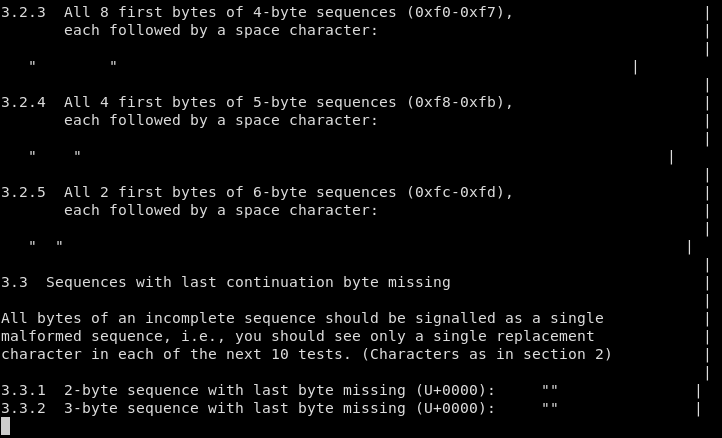 3.2.3  All 8 first bytes of 4-byte sequences (0xf0-0xf7),                     |
       each followed by a space character:                                    |
                                                                              |
   "        "                                                         |
                                                                              |
3.2.4  All 4 first bytes of 5-byte sequences (0xf8-0xfb),                     |
       each followed by a space character:                                    |
                                                                              |
   "    "                                                                 |
                                                                              |
3.2.5  All 2 first bytes of 6-byte sequences (0xfc-0xfd),                     |
       each followed by a space character:                                    |
                                                                              |
   "  "                                                                     |
                                                                              |
3.3  Sequences with last continuation byte missing                            |
                                                                              |
All bytes of an incomplete sequence should be signalled as a single           |
malformed sequence, i.e., you should see only a single replacement            |
character in each of the next 10 tests. (Characters as in section 2)          |
                                                                              |
3.3.1  2-byte sequence with last byte missing (U+0000):     ""               |
3.3.2  3-byte sequence with last byte missing (U+0000):     ""               |